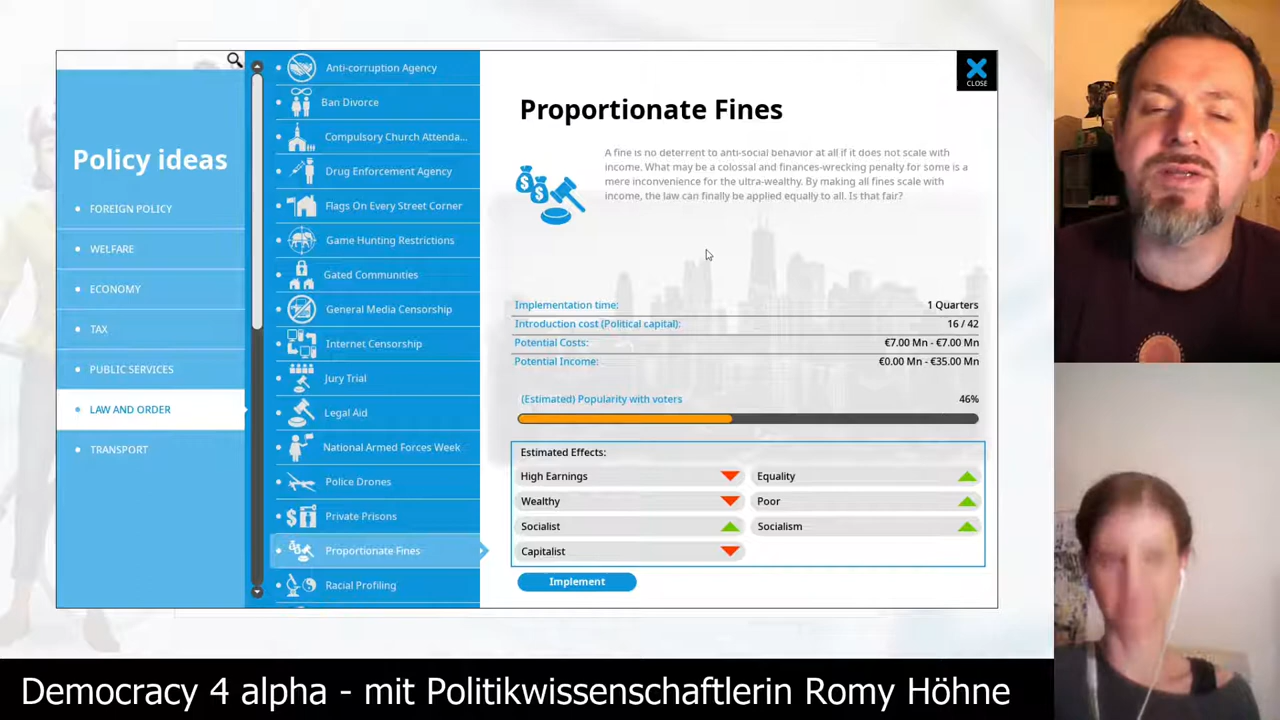 Policy ideas
FOREIGN POLICY
WELFARE
ECONOMY
TAX
PUBLIC SERVICES
LAW AND ORDER
TRANSPORT
Anti-corruption Agency
Ban Divorce
Compulsory Church Attenda...
Drug Enforcement Agency
Flags On Every Street Corner
Game Hunting Restrictions
Gated Communities
General Media Censorship
Internet Censorship
Jury Trial
Legal Aid
National Armed Forces Week
Police Drones
Private Prisons
Proportionate Fines
Racial Profiling
CLOSE
Proportionate Fines
A fine is no deterrent to anti-social behavior at all if it does not scale with
income. What may be a colossal and finances-wrecking penalty for some is a
mere inconvenience for the ultra-wealthy. By making all fines scale with
income, the law can finally be applied equally to all. Is that fair?
Implementation time: 1 Quarters
Introduction cost (Political capital): 16 / 42
Potential Costs: €7.00 Mn - €7.00 Mn
Potential Income: €0.00 Mn - €35.00 Mn
(Estimated) Popularity with voters 46%
Estimated Effects:
High Earnings Equality
Wealthy Poor
Socialist Socialism
Capitalist
Implement
Democracy 4 alpha - mit Politikwissenschaftlerin Romy Höhne